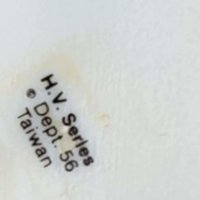 H.V. Series
© Dept. 56
Taiwan